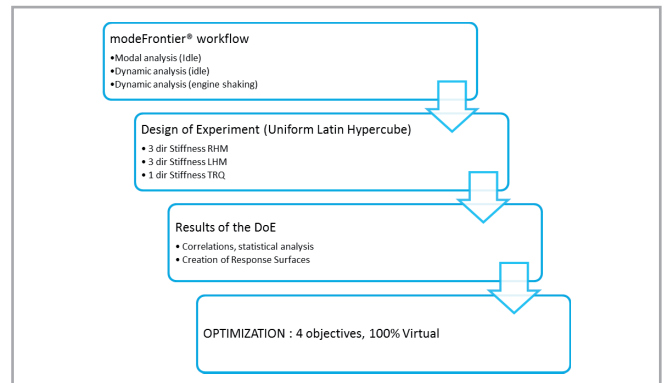 modeFrontier® workflow
•Modal analysis (Idle)
•Dynamic analysis (idle)
•Dynamic analysis (engine shaking)
Design of Experiment (Uniform Latin Hypercube)
• 3 dir Stiffness RHM
• 3 dir Stiffness LHM
• 1 dir Stiffness TRQ
Results of the DoE
• Correlations, statistical analysis
• Creation of Response Surfaces
OPTIMIZATION : 4 objectives, 100% Virtual